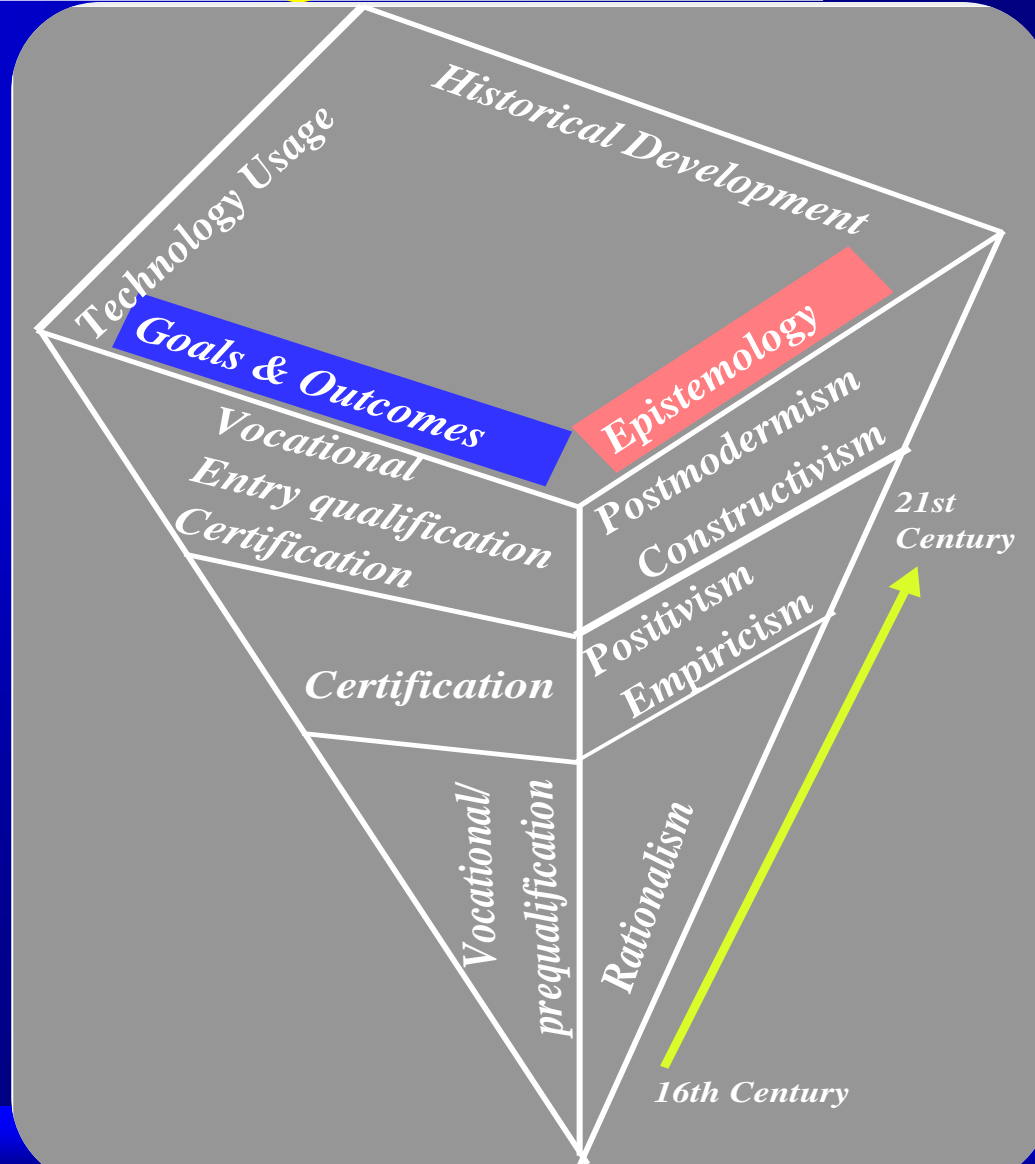 Historical Development
Technology Usage
Goals & Outcomes
Epistemology
Vocational
Entry qualification
Certification
Postmodermism
Constructivism
21st
Century
Certification
Positivism
Empiricism
Vocational/
prequalification
Rationalism
16th Century